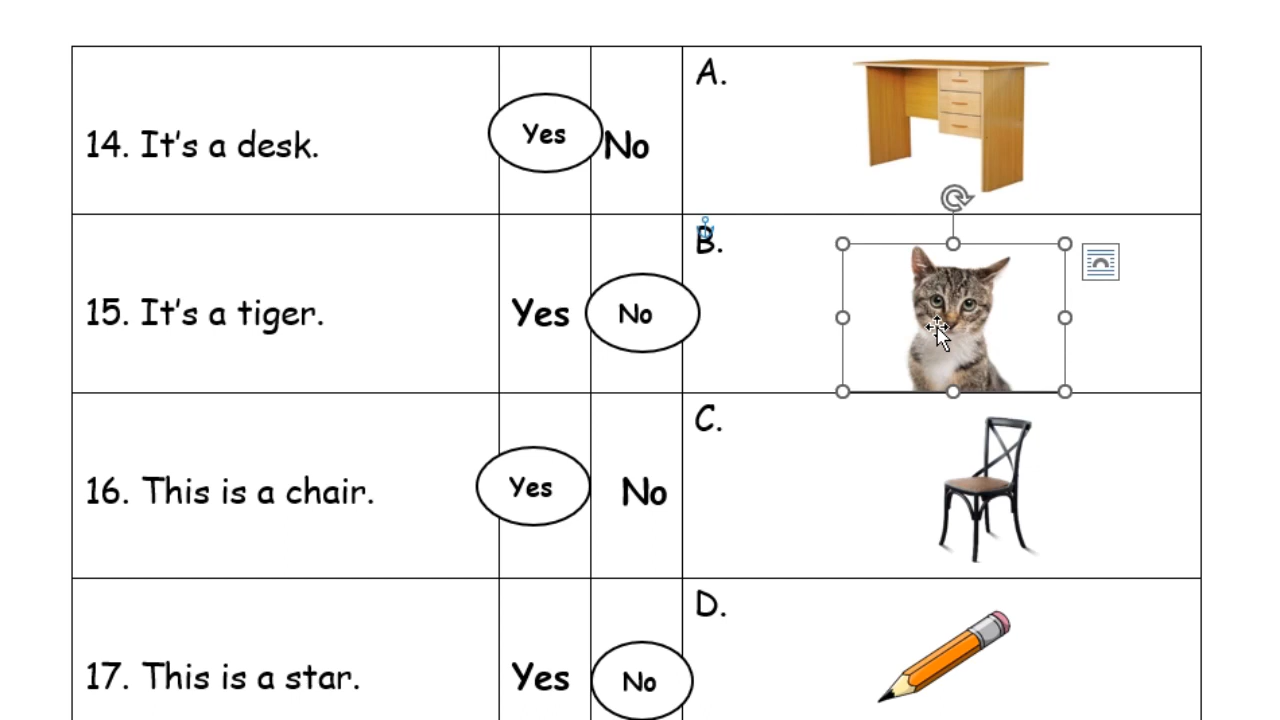 A.
14. It's a desk. Yes No
B.
15. It's a tiger. Yes No
C.
16. This is a chair. Yes No
D.
17. This is a star. Yes No